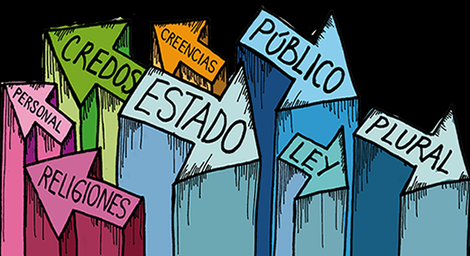 CREDOS
CREENCIAS
PÚBLICO
PERSONAL
ESTADO
RELIGIONES
LEY
PLURAL